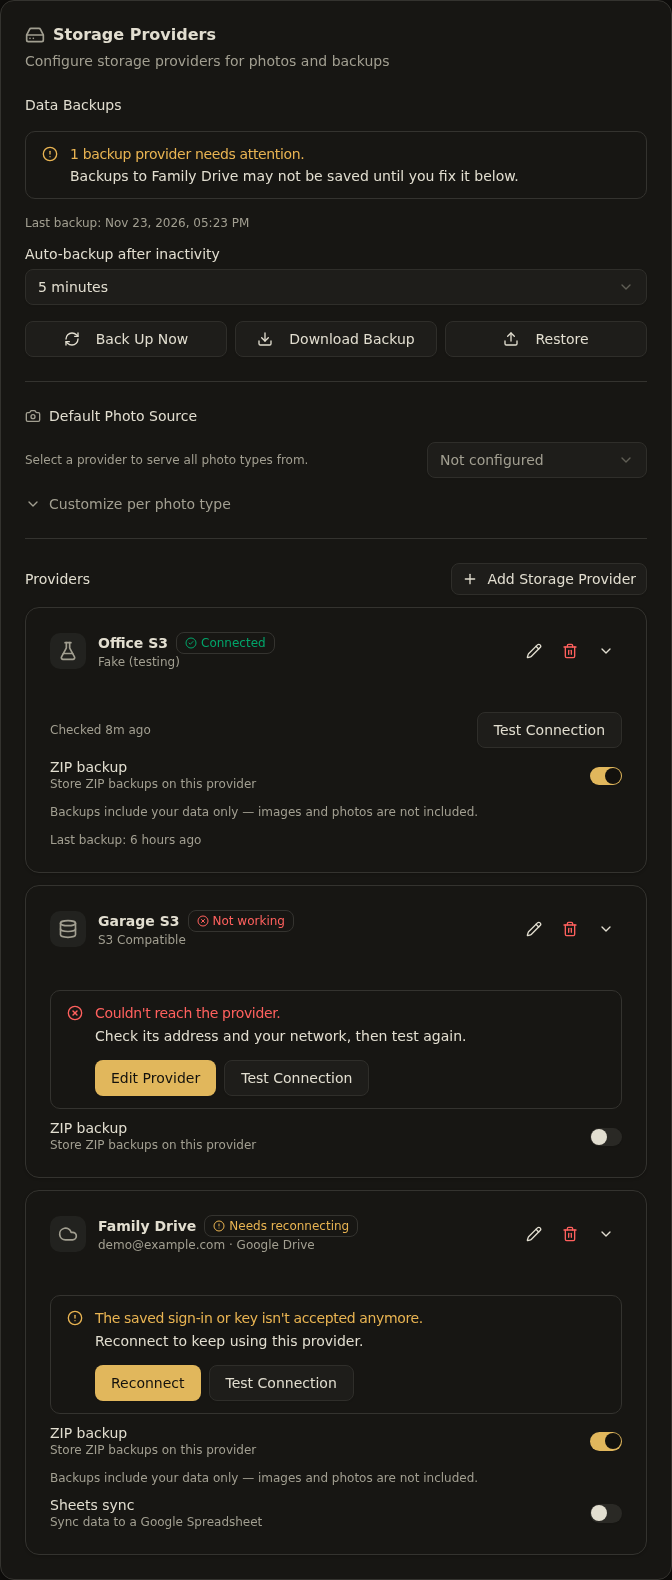 Storage Providers
Configure storage providers for photos and backups
Data Backups
1 backup provider needs attention.
Backups to Family Drive may not be saved until you fix it below.
Last backup: Nov 23, 2026, 05:23 PM
Auto-backup after inactivity
5 minutes
Back Up Now
Download Backup
Restore
Default Photo Source
Select a provider to serve all photo types from.
Not configured
Customize per photo type
Providers
Add Storage Provider
Office S3
Connected
Fake (testing)
Checked 8m ago
Test Connection
ZIP backup
Store ZIP backups on this provider
Backups include your data only — images and photos are not included.
Last backup: 6 hours ago
Garage S3
Not working
S3 Compatible
Couldn't reach the provider.
Check its address and your network, then test again.
Edit Provider
Test Connection
ZIP backup
Store ZIP backups on this provider
Family Drive
Needs reconnecting
demo@example.com · Google Drive
The saved sign-in or key isn't accepted anymore.
Reconnect to keep using this provider.
Reconnect
Test Connection
ZIP backup
Store ZIP backups on this provider
Backups include your data only — images and photos are not included.
Sheets sync
Sync data to a Google Spreadsheet